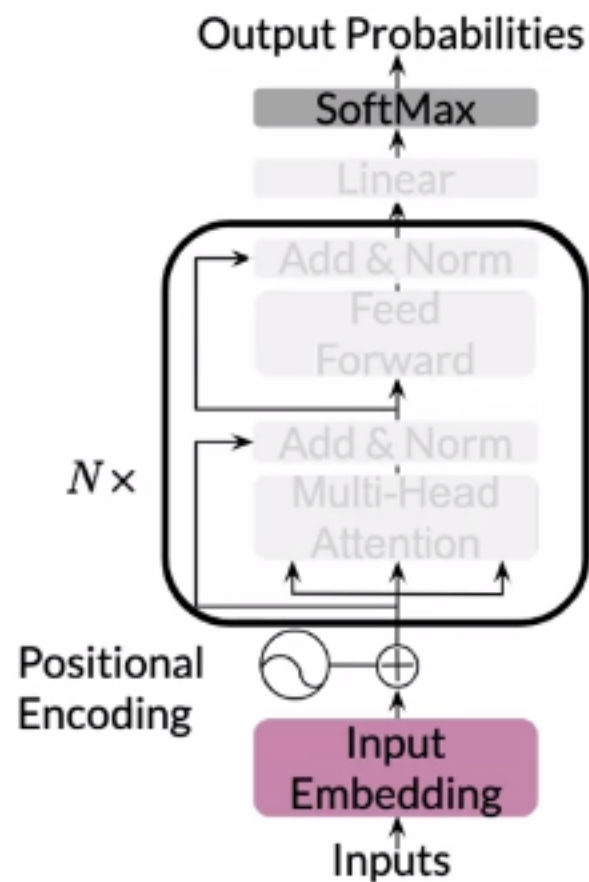 Output Probabilities
SoftMax
Linear
Add & Norm
Feed
Forward
Add & Norm
N×
Multi-Head
Attention
Positional
Encoding
Input
Embedding
Inputs